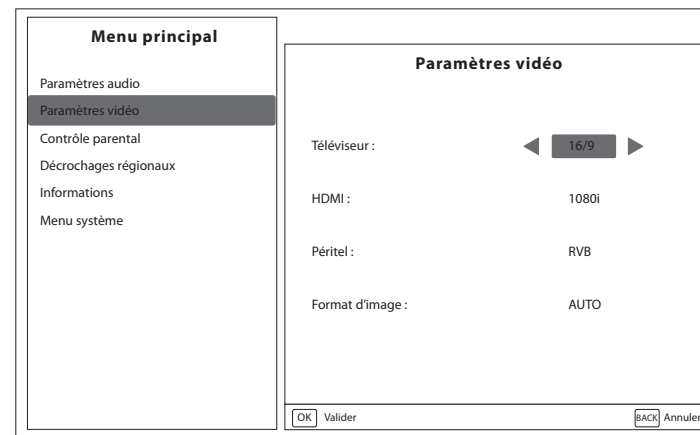 Menu principal
Paramètres audio
Paramètres vidéo
Contrôle parental
Décrochages régionaux
Informations
Menu système
Paramètres vidéo
Téléviseur : 16/9
HDMI : 1080i
Péritel : RVB
Format d’image : AUTO
OK Valider BACK Annuler